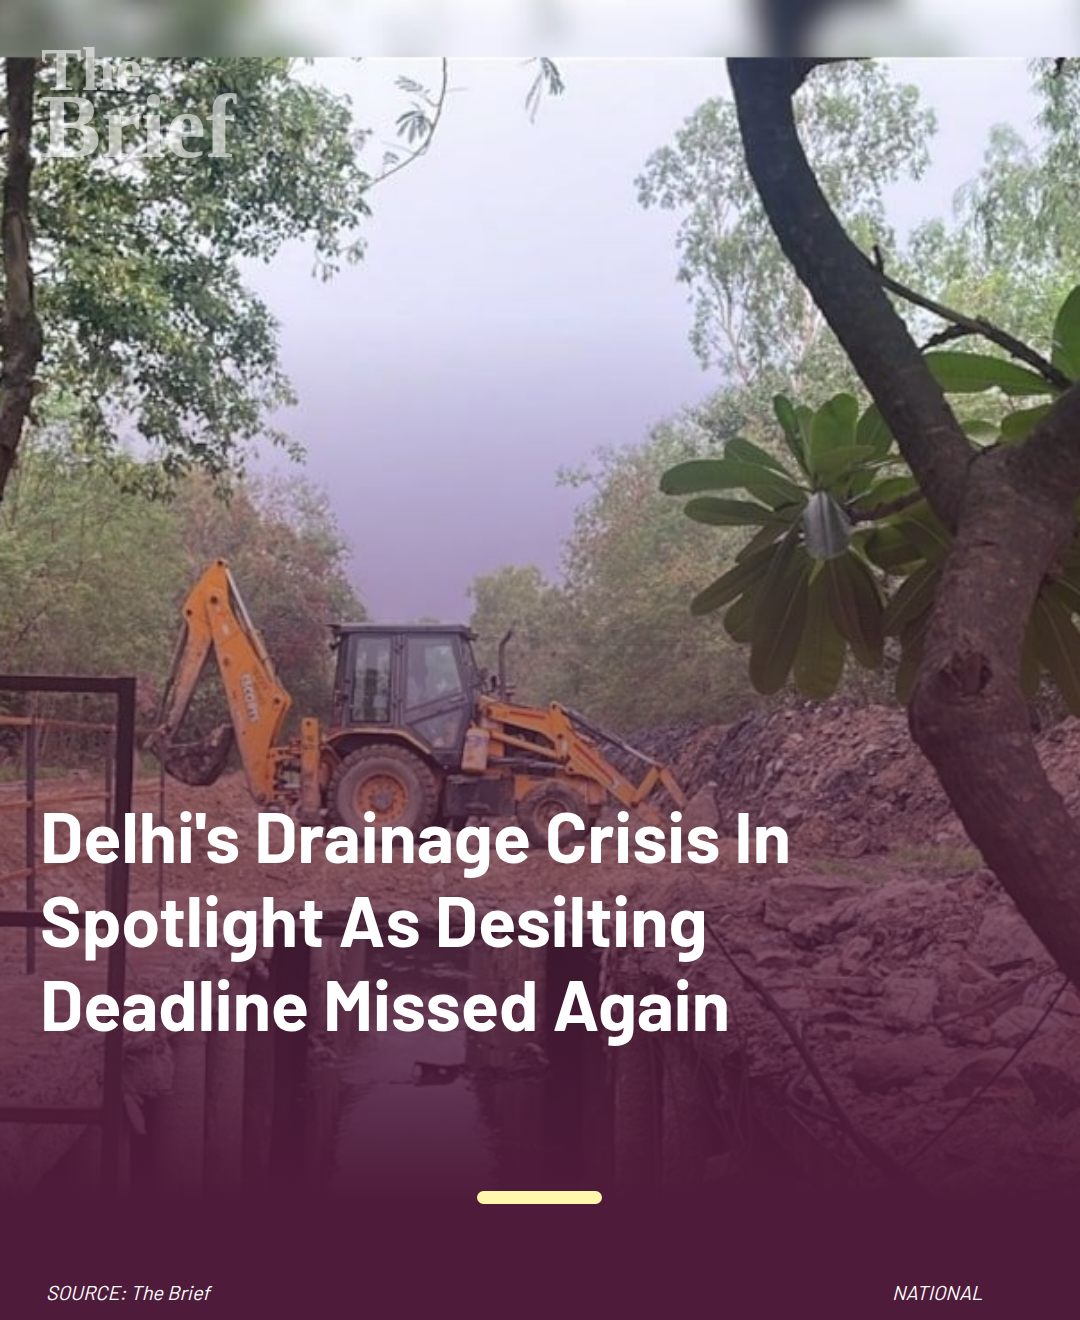 The
Brief
Delhi's Drainage Crisis In
Spotlight As Desilting
Deadline Missed Again
SOURCE: The Brief
NATIONAL